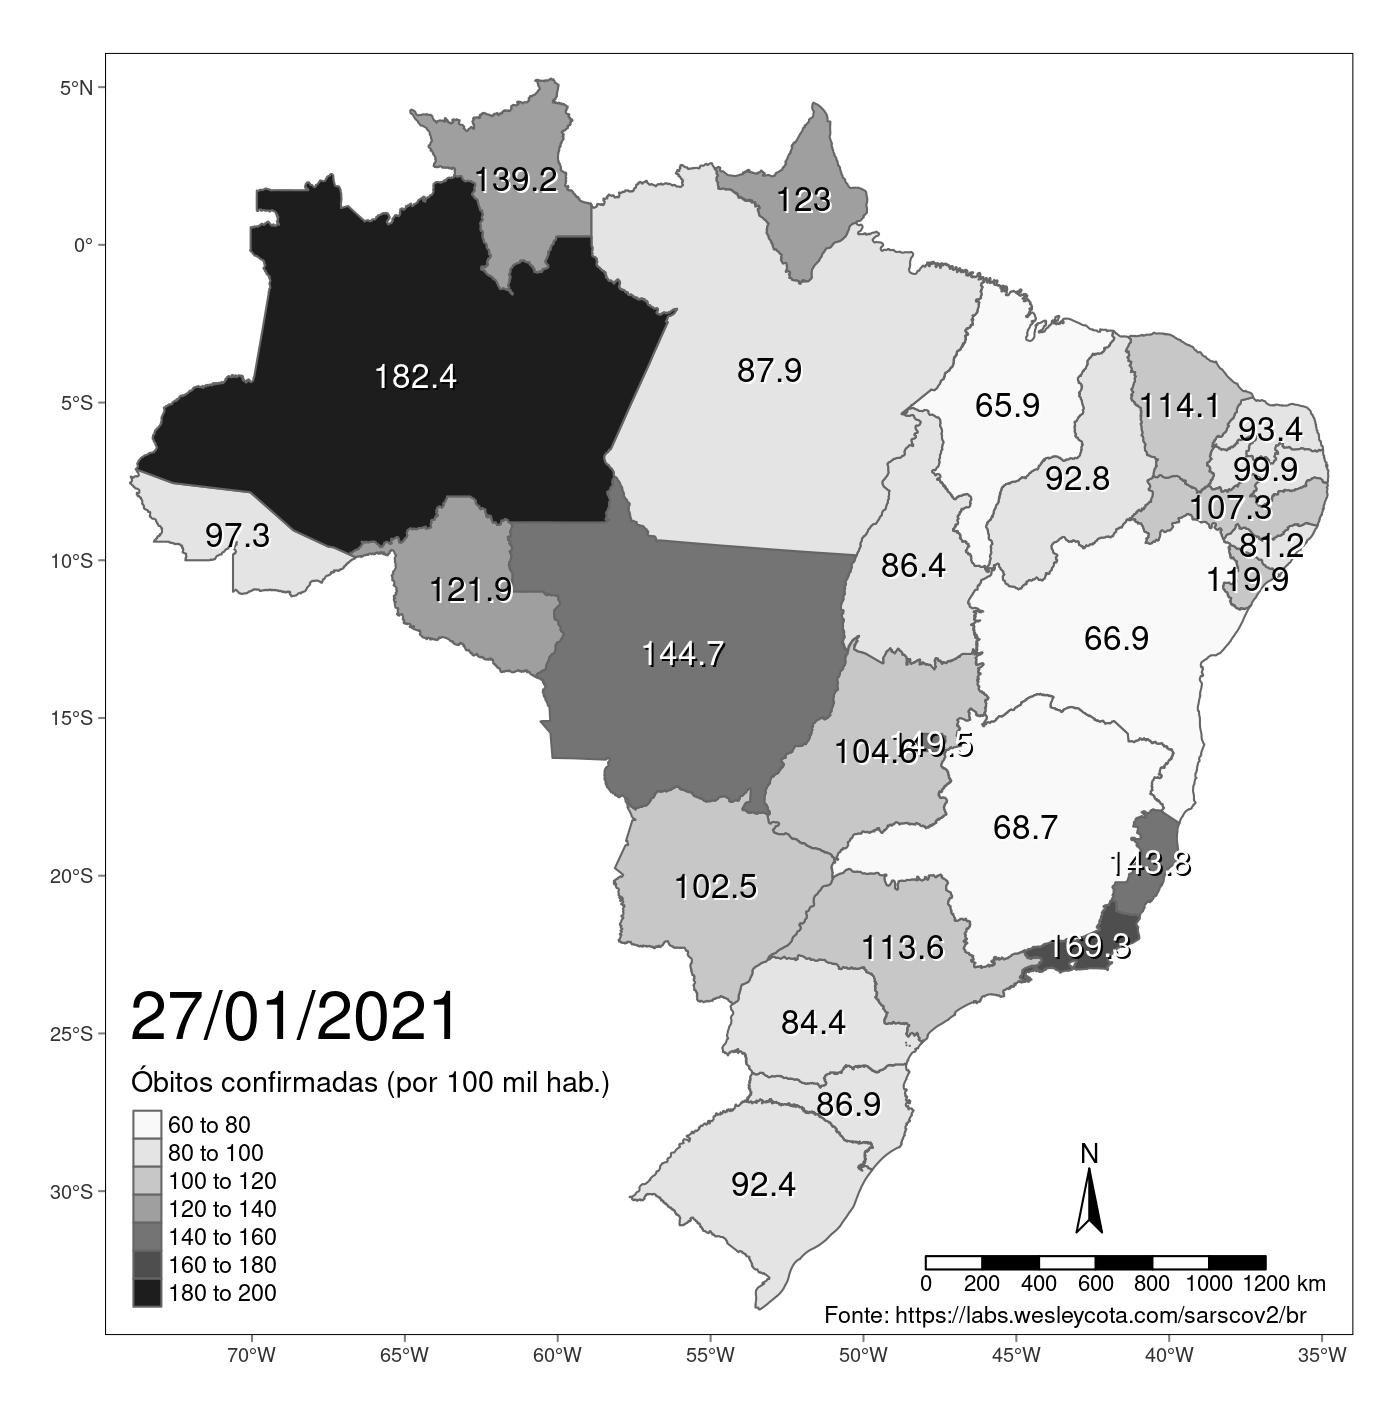 5°N
0°
5°S
10°S
15°S
20°S
25°S
30°S
139.2
123
182.4
87.9
65.9
114.1
93.4
92.8
99.9
107.3
97.3
81.2
86.4
119.9
121.9
144.7
66.9
104.6
149.5
68.7
143.8
102.5
113.6
169.3
84.4
86.9
92.4
27/01/2021
Óbitos confirmadas (por 100 mil hab.)
60 to 80
80 to 100
100 to 120
120 to 140
140 to 160
160 to 180
180 to 200
N
0 200 400 600 800 1000 1200 km
Fonte: https://labs.wesleycota.com/sarscov2/br
70°W 65°W 60°W 55°W 50°W 45°W 40°W 35°W